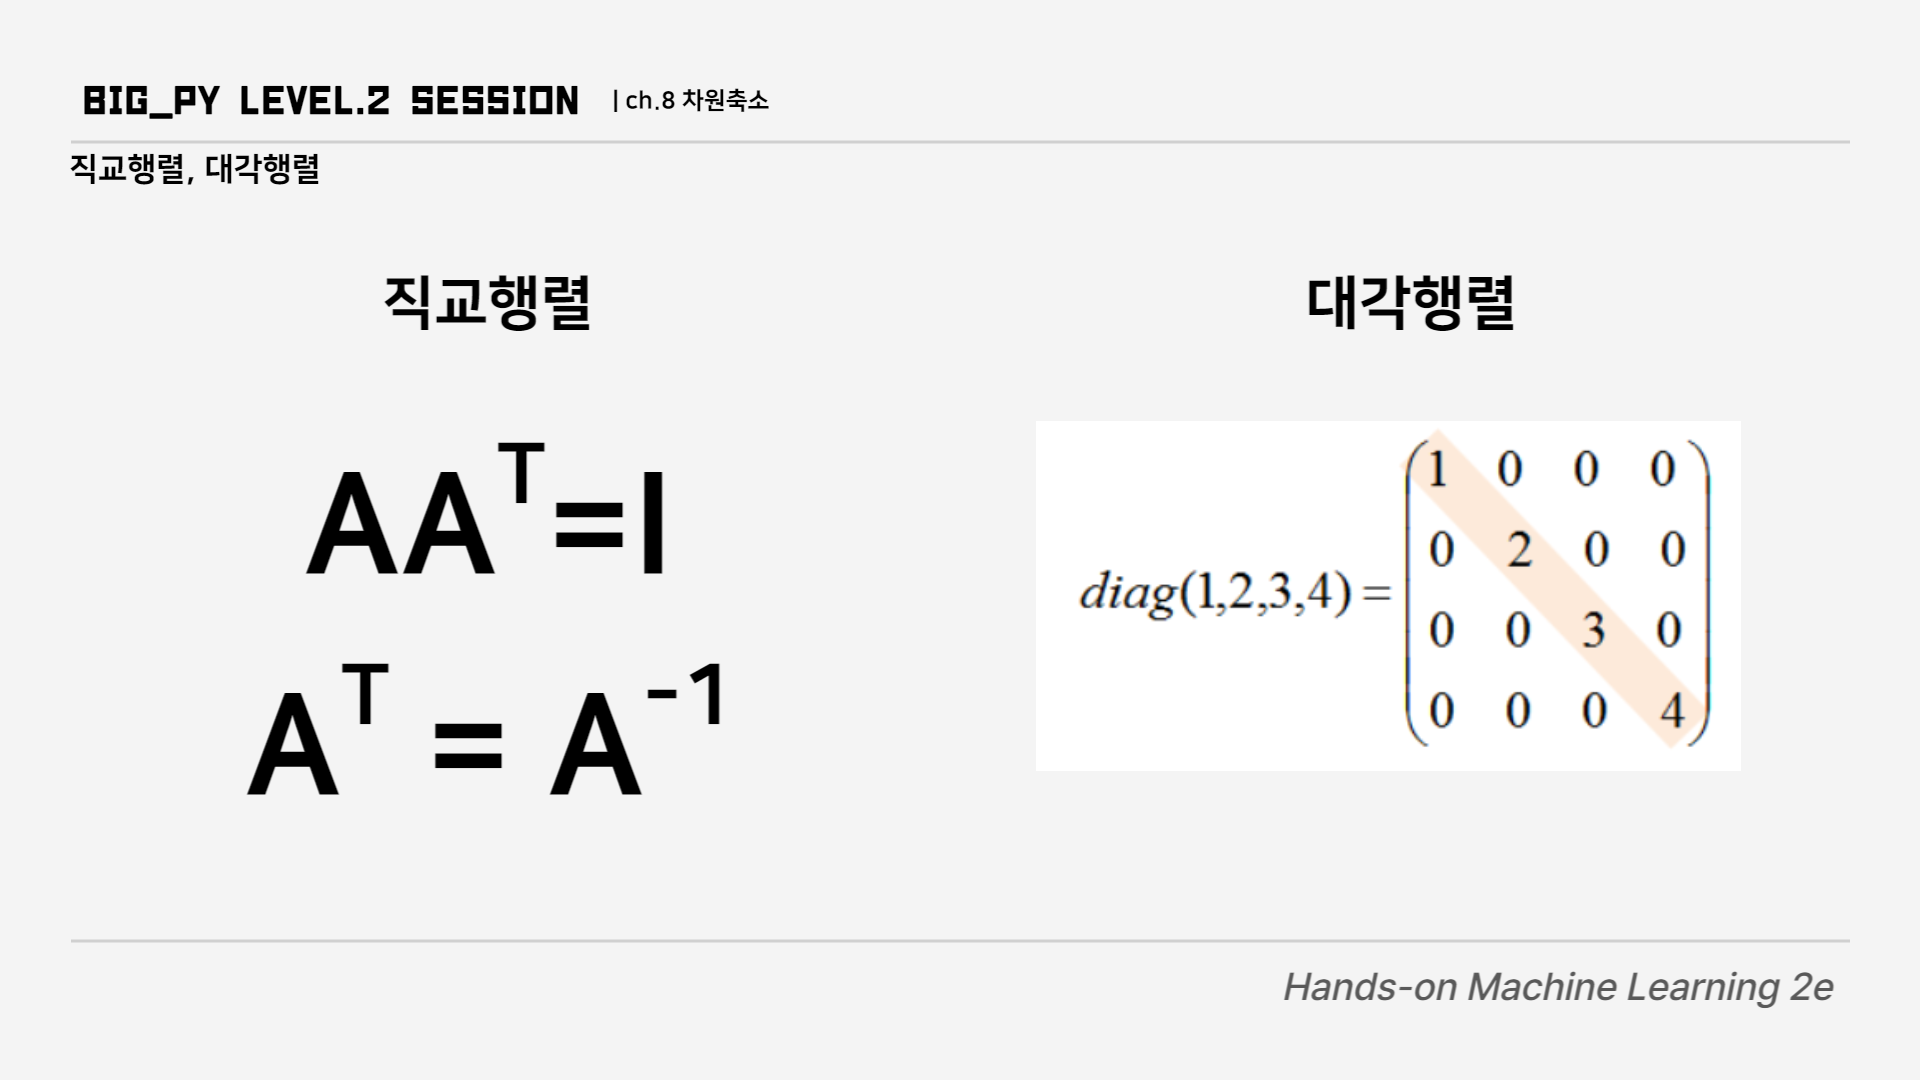 BIG_PY LEVEL.2 SESSION | ch.8 차원축소
직교행렬, 대각행렬
직교행렬
AAᵀ=I
Aᵀ = A⁻¹
대각행렬
diag(1,2,3,4) =
1 0 0 0
0 2 0 0
0 0 3 0
0 0 0 4
Hands-on Machine Learning 2e